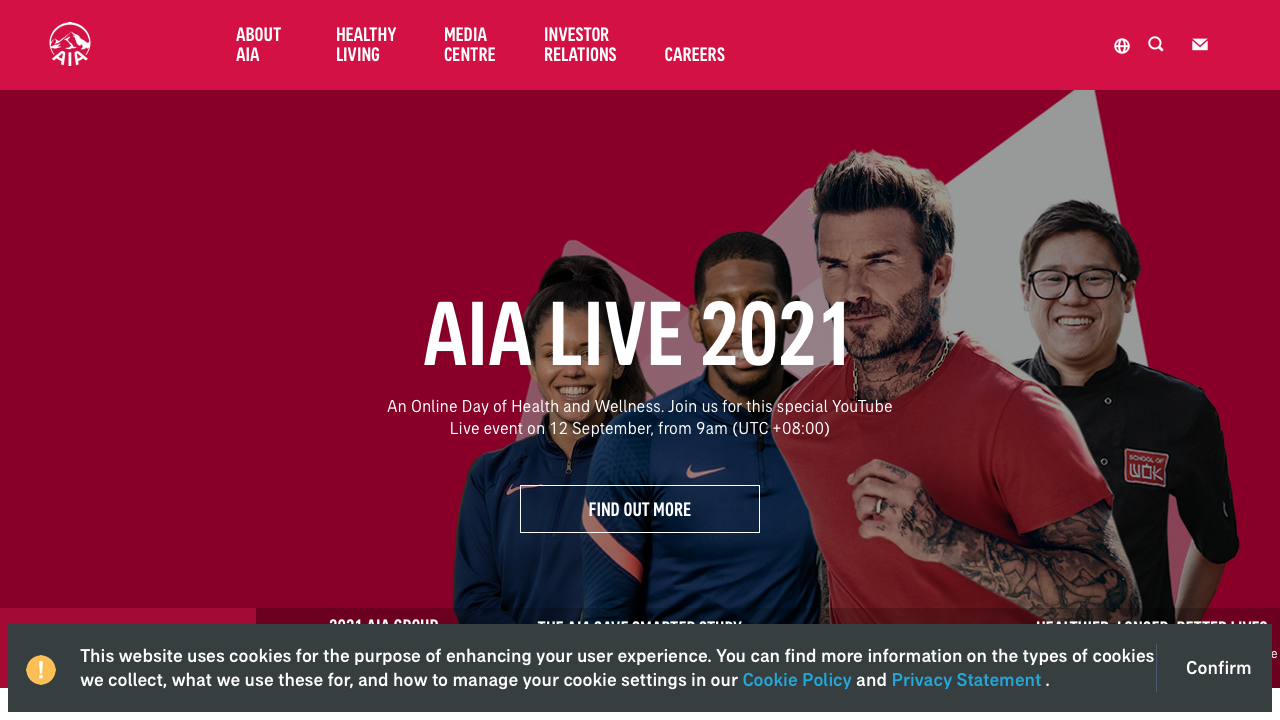 AIA
ABOUT
AIA
HEALTHY
LIVING
MEDIA
CENTRE
INVESTOR
RELATIONS
CAREERS
AIA LIVE 2021
An Online Day of Health and Wellness. Join us for this special YouTube
Live event on 12 September, from 9am (UTC +08:00)
SCHOOL OF
WOK
FIND OUT MORE
2021 AIA GROUP
THE AIA SAVE SMARTER STUDY
HEALTHIER, LONGER, BETTER LIVES
This website uses cookies for the purpose of enhancing your user experience. You can find more information on the types of cookies
we collect, what we use these for, and how to manage your cookie settings in our Cookie Policy and Privacy Statement .
Confirm